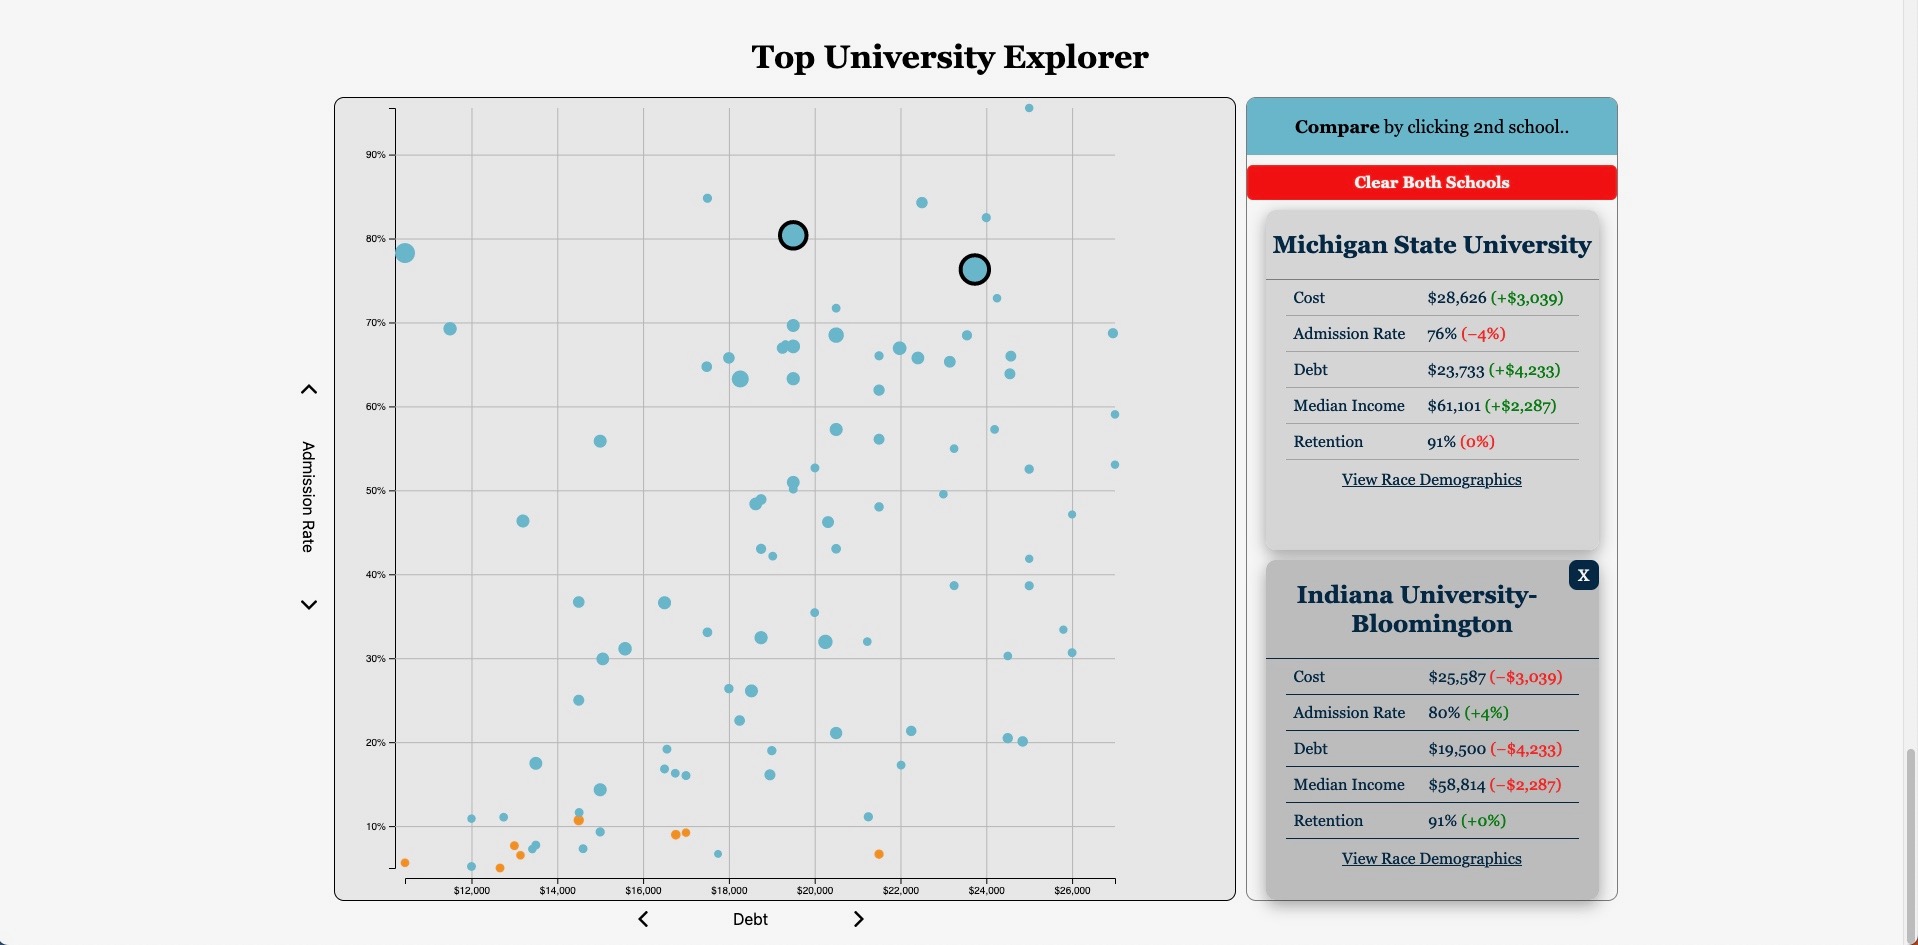 Top University Explorer
90%
80%
70%
60%
50%
40%
30%
20%
10%
Admission Rate
$12,000
$14,000
$16,000
$18,000
$20,000
$22,000
$24,000
$26,000
Debt
Compare by clicking 2nd school..
Clear Both Schools
Michigan State University
Cost $28,626 (+$3,039)
Admission Rate 76% (−4%)
Debt $23,733 (+$4,233)
Median Income $61,101 (+$2,287)
Retention 91% (0%)
View Race Demographics
X
Indiana University-
Bloomington
Cost $25,587 (−$3,039)
Admission Rate 80% (+4%)
Debt $19,500 (−$4,233)
Median Income $58,814 (−$2,287)
Retention 91% (+0%)
View Race Demographics